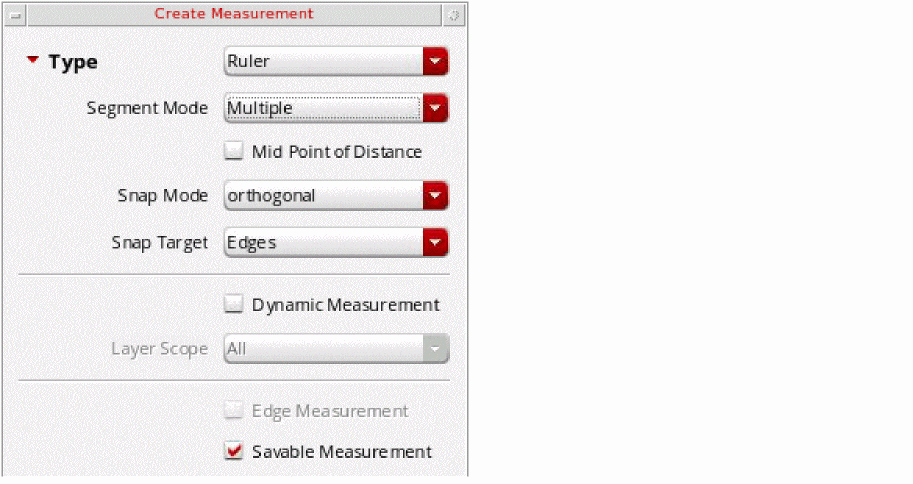 Create Measurement
Type Ruler
Segment Mode Multiple
Mid Point of Distance
Snap Mode orthogonal
Snap Target Edges
Dynamic Measurement
Layer Scope All
Edge Measurement
Savable Measurement